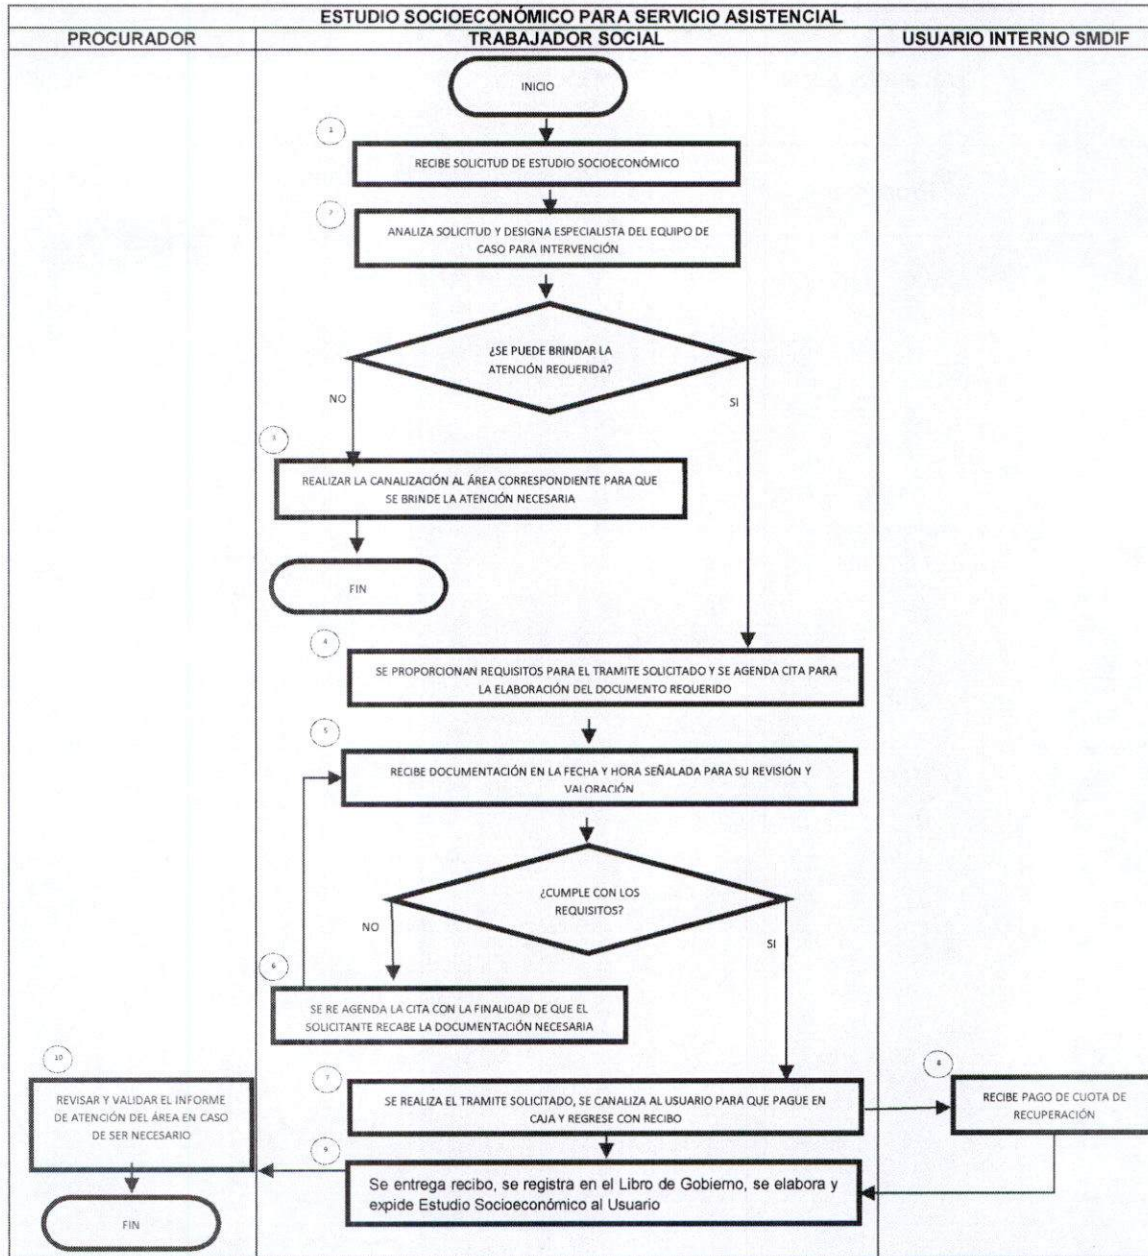 ESTUDIO SOCIOECONÓMICO PARA SERVICIO ASISTENCIAL
PROCURADOR
TRABAJADOR SOCIAL
USUARIO INTERNO SMDIF
INICIO
1
RECIBE SOLICITUD DE ESTUDIO SOCIOECONÓMICO
2
ANALIZA SOLICITUD Y DESIGNA ESPECIALISTA DEL EQUIPO DE
CASO PARA INTERVENCIÓN
¿SE PUEDE BRINDAR LA
ATENCIÓN REQUERIDA?
NO
SI
3
REALIZAR LA CANALIZACIÓN AL ÁREA CORRESPONDIENTE PARA QUE
SE BRINDE LA ATENCIÓN NECESARIA
FIN
4
SE PROPORCIONAN REQUISITOS PARA EL TRAMITE SOLICITADO Y SE AGENDA CITA PARA
LA ELABORACIÓN DEL DOCUMENTO REQUERIDO
5
RECIBE DOCUMENTACIÓN EN LA FECHA Y HORA SEÑALADA PARA SU REVISIÓN Y
VALORACIÓN
¿CUMPLE CON LOS
REQUISITOS?
NO
SI
6
SE RE AGENDA LA CITA CON LA FINALIDAD DE QUE EL
SOLICITANTE RECABE LA DOCUMENTACIÓN NECESARIA
7
SE REALIZA EL TRAMITE SOLICITADO, SE CANALIZA AL USUARIO PARA QUE PAGUE EN
CAJA Y REGRESE CON RECIBO
8
RECIBE PAGO DE CUOTA DE
RECUPERACIÓN
9
Se entrega recibo, se registra en el Libro de Gobierno, se elabora y
expide Estudio Socioeconómico al Usuario
10
REVISAR Y VALIDAR EL INFORME
DE ATENCIÓN DEL ÁREA EN CASO
DE SER NECESARIO
FIN